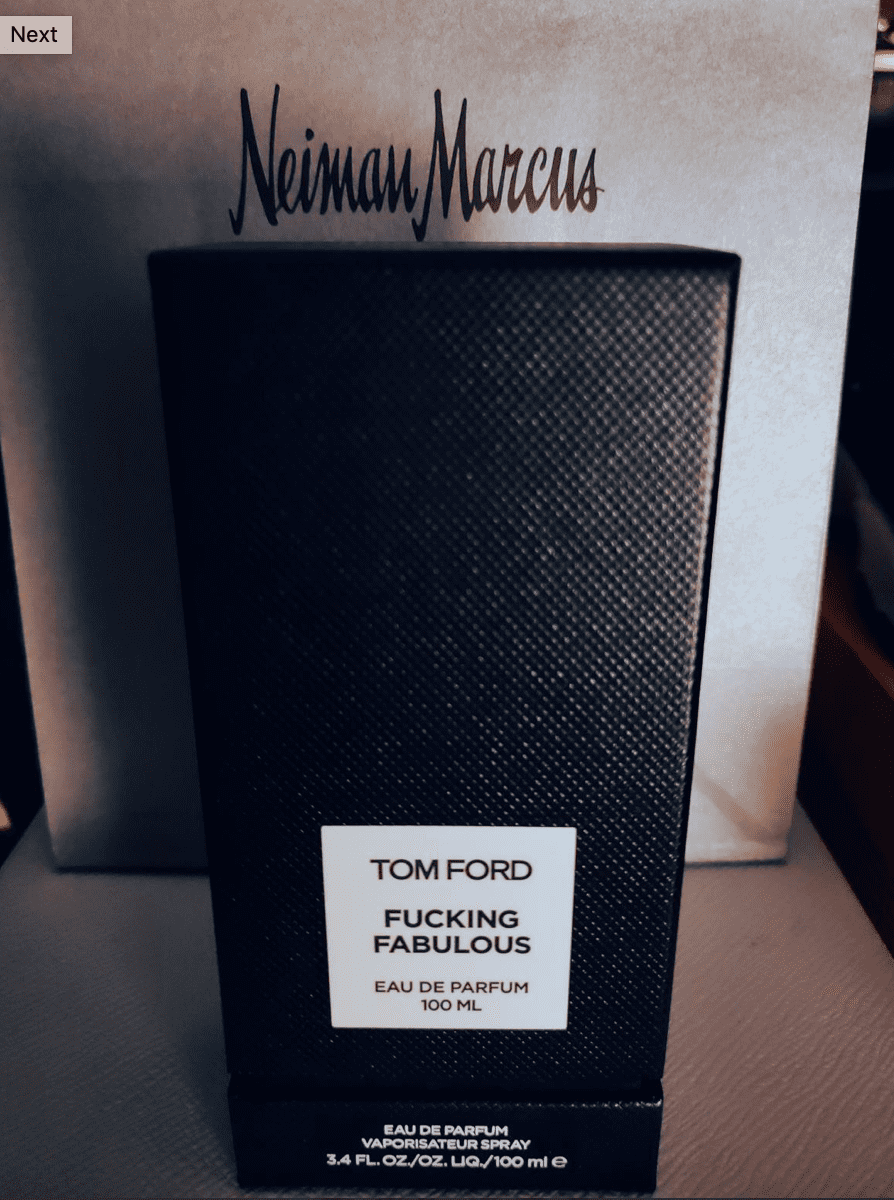 Next
Neiman Marcus
TOM FORD
FUCKING
FABULOUS
EAU DE PARFUM
100 ML
EAU DE PARFUM
VAPORISATEUR SPRAY
3.4 FL. OZ./OZ. LIQ./100 ml ℮